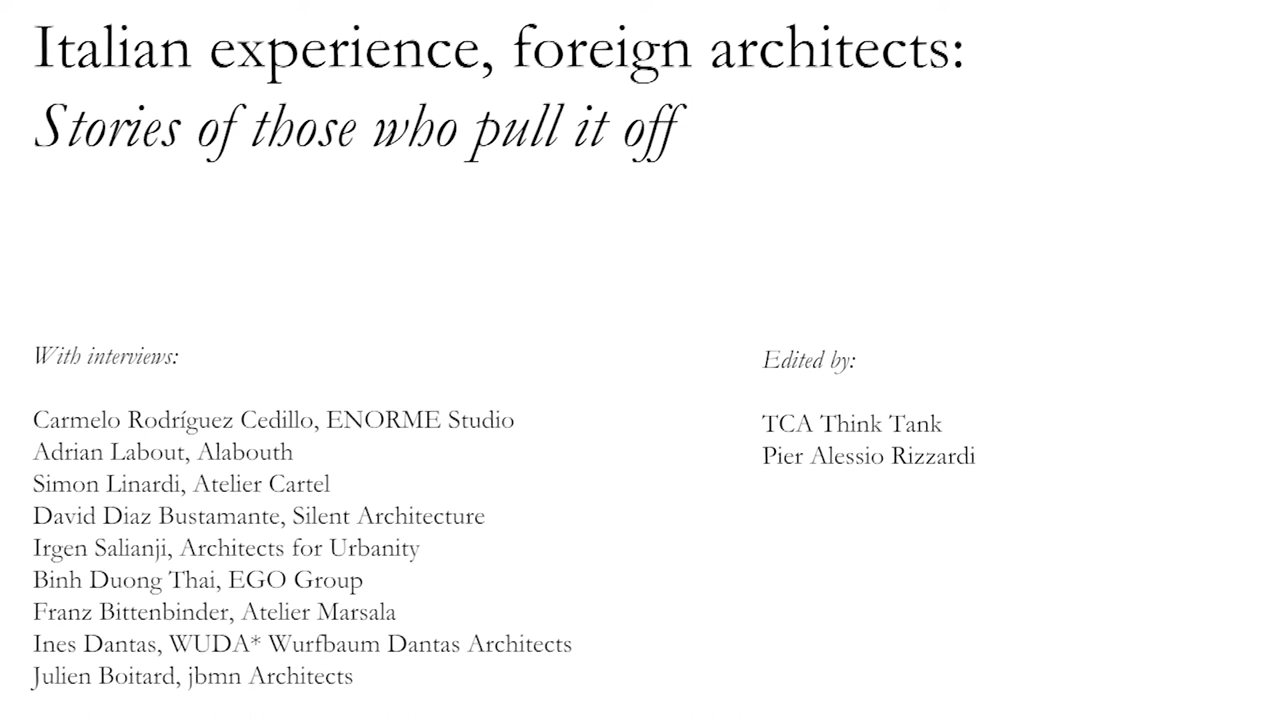 Italian experience, foreign architects:
Stories of those who pull it off
With interviews:
Carmelo Rodríguez Cedillo, ENORME Studio
Adrian Labout, Alabouth
Simon Linardi, Atelier Cartel
David Diaz Bustamante, Silent Architecture
Irgen Salianji, Architects for Urbanity
Binh Duong Thai, EGO Group
Franz Bittenbinder, Atelier Marsala
Ines Dantas, WUDA* Wurfbaum Dantas Architects
Julien Boitard, jbmn Architects
Edited by:
TCA Think Tank
Pier Alessio Rizzardi